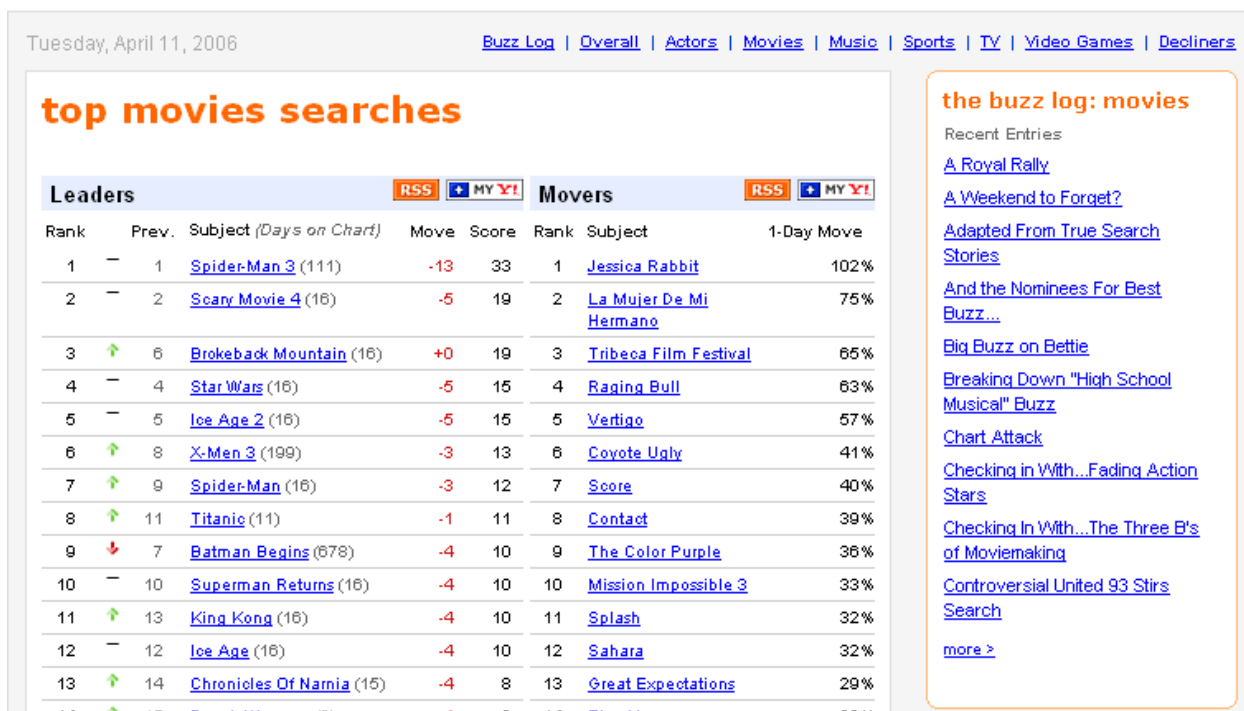 Tuesday, April 11, 2006
Buzz Log | Overall | Actors | Movies | Music | Sports | TV | Video Games | Decliners
top movies searches
Leaders RSS MY Y!
Rank Prev. Subject (Days on Chart) Move Score
1 – 1 Spider-Man 3 (111) -13 33
2 – 2 Scary Movie 4 (16) -5 19
3 6 Brokeback Mountain (16) +0 19
4 – 4 Star Wars (16) -5 15
5 – 5 Ice Age 2 (16) -5 15
6 8 X-Men 3 (199) -3 13
7 9 Spider-Man (16) -3 12
8 11 Titanic (11) -1 11
9 7 Batman Begins (678) -4 10
10 – 10 Superman Returns (16) -4 10
11 13 King Kong (16) -4 10
12 – 12 Ice Age (16) -4 10
13 14 Chronicles Of Narnia (15) -4 8
Movers RSS MY Y!
Rank Subject 1-Day Move
1 Jessica Rabbit 102%
2 La Mujer De Mi 75%
Hermano
3 Tribeca Film Festival 65%
4 Raging Bull 63%
5 Vertigo 57%
6 Coyote Ugly 41%
7 Score 40%
8 Contact 39%
9 The Color Purple 36%
10 Mission Impossible 3 33%
11 Splash 32%
12 Sahara 32%
13 Great Expectations 29%
the buzz log: movies
Recent Entries
A Royal Rally
A Weekend to Forget?
Adapted From True Search
Stories
And the Nominees For Best
Buzz...
Big Buzz on Bettie
Breaking Down "High School
Musical" Buzz
Chart Attack
Checking in With...Fading Action
Stars
Checking In With...The Three B's
of Moviemaking
Controversial United 93 Stirs
Search
more >